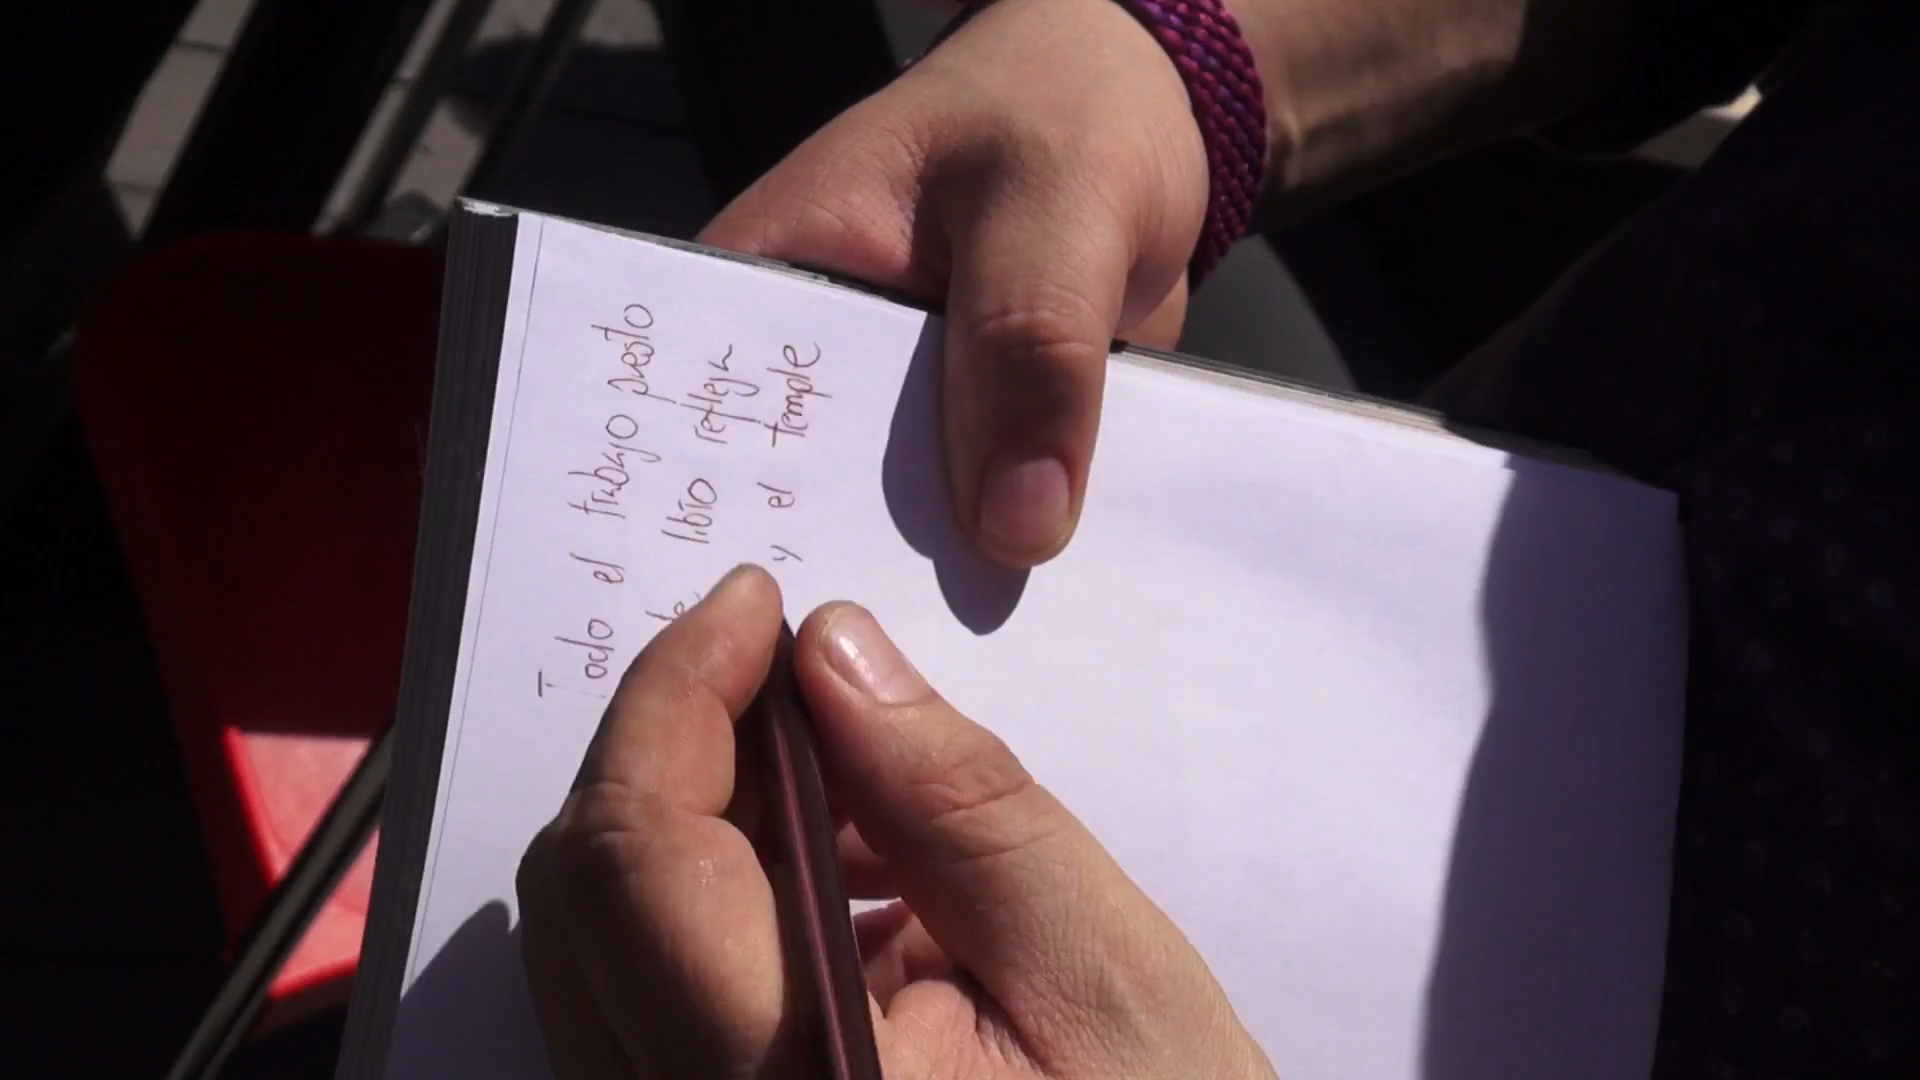 Todo el trabajo puesto
libro refleja
y el temple